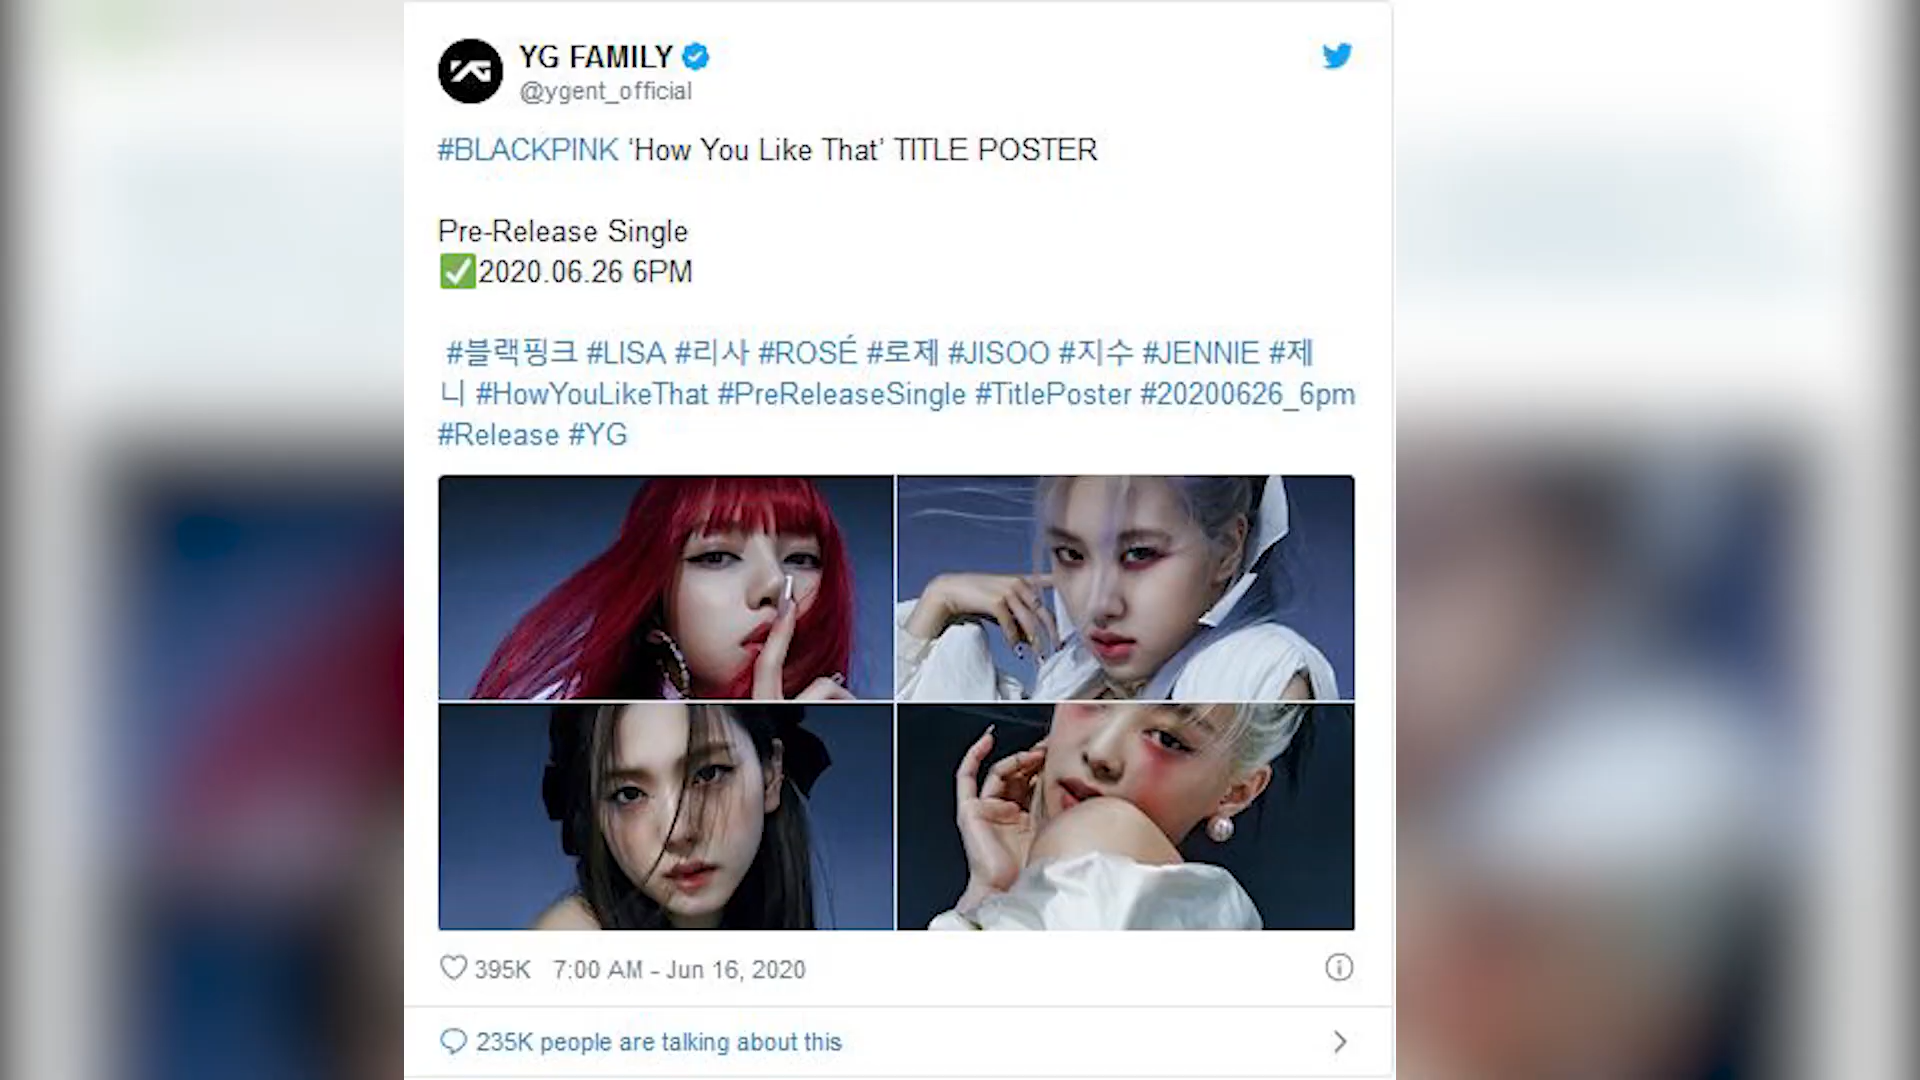 YG FAMILY
@ygent_official
#BLACKPINK ‘How You Like That’ TITLE POSTER
Pre-Release Single
✅2020.06.26 6PM
#블랙핑크 #LISA #리사 #ROSÉ #로제 #JISOO #지수 #JENNIE #제
니 #HowYouLikeThat #PreReleaseSingle #TitlePoster #20200626_6pm
#Release #YG
395K 7:00 AM - Jun 16, 2020
235K people are talking about this